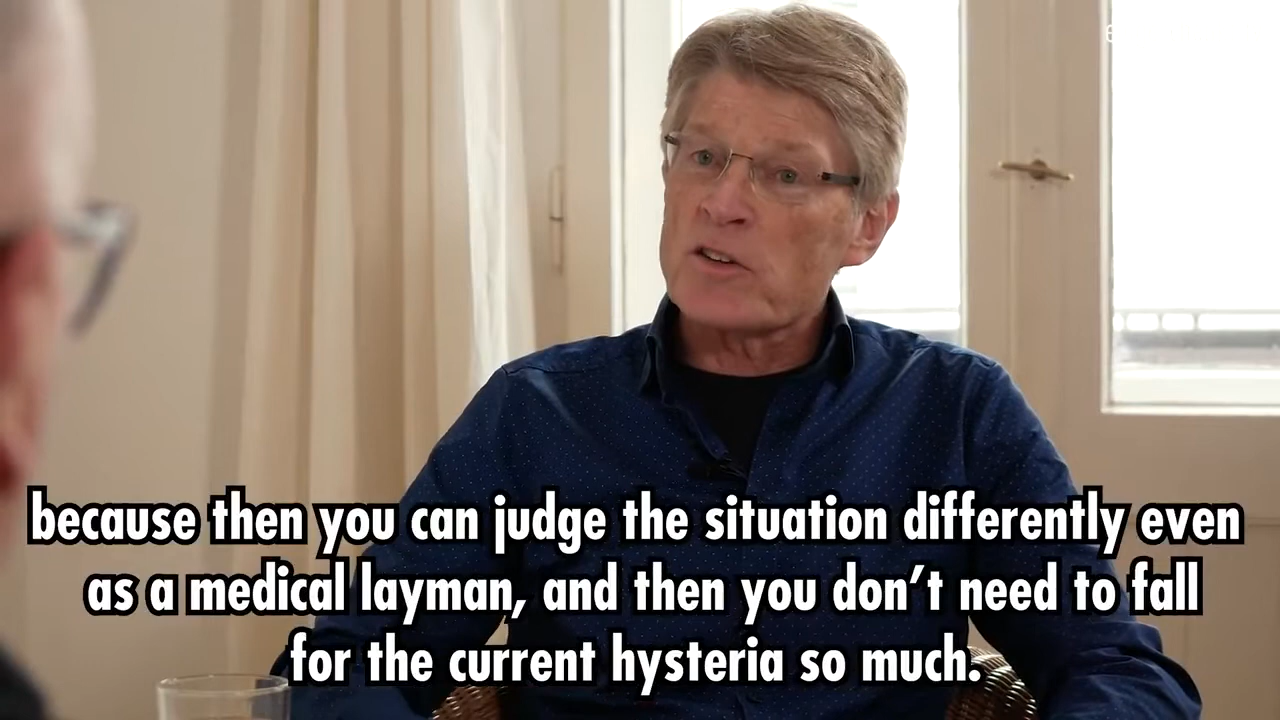 because then you can judge the situation differently even
as a medical layman, and then you don't need to fall
for the current hysteria so much.